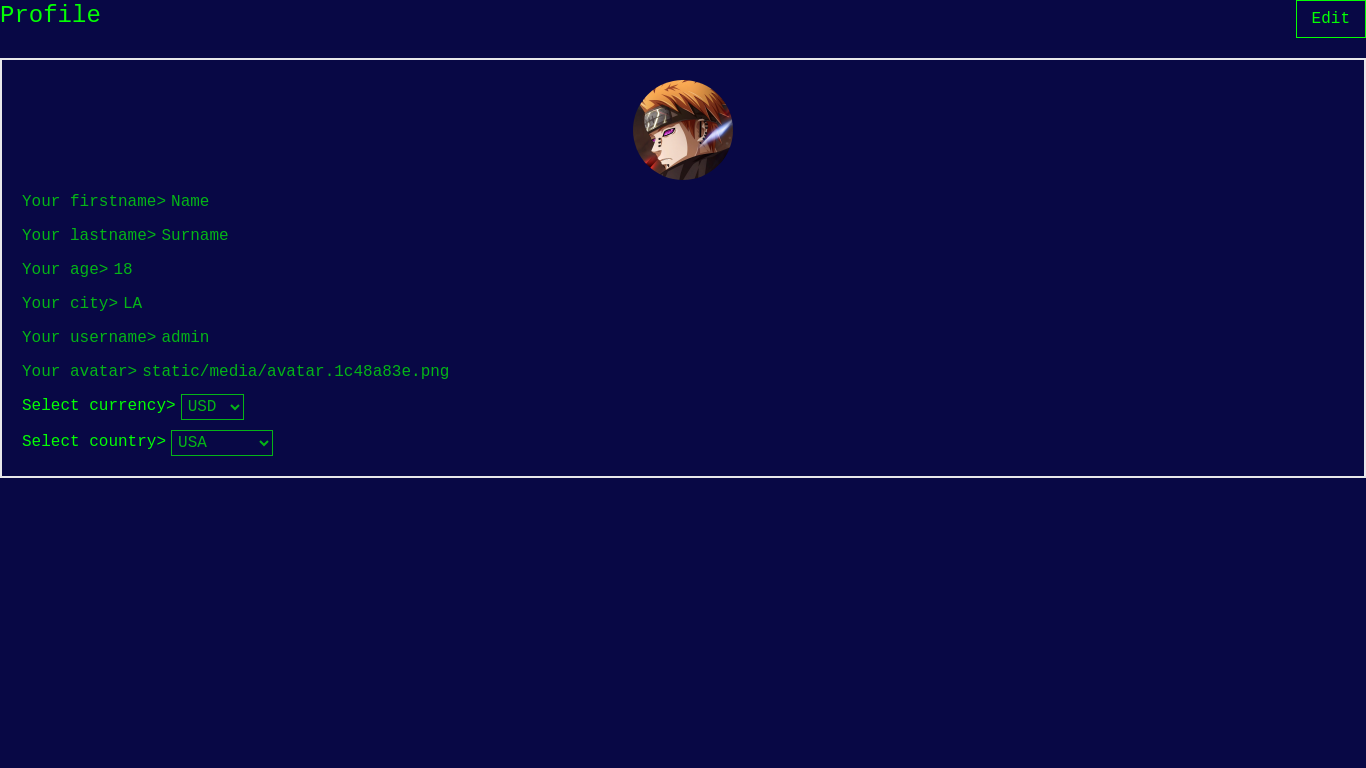 Profile
Edit
Your firstname> Name
Your lastname> Surname
Your age> 18
Your city> LA
Your username> admin
Your avatar> static/media/avatar.1c48a83e.png
Select currency> USD
Select country> USA